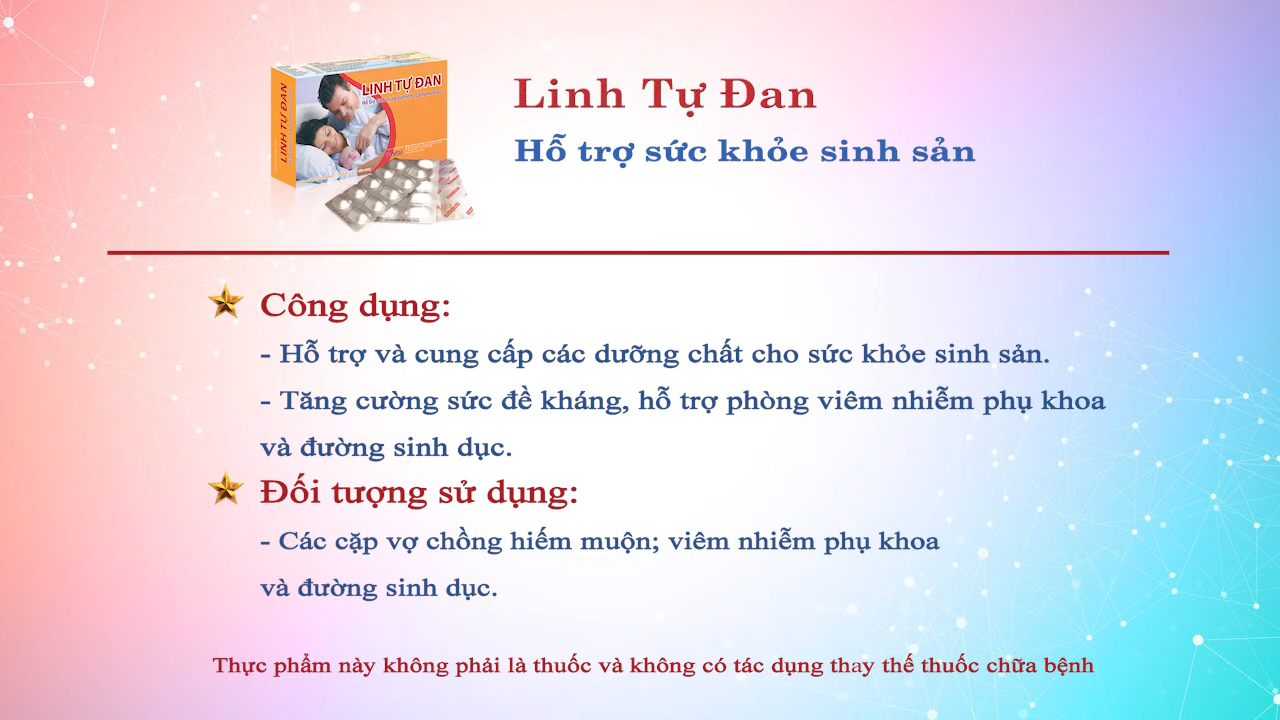 LINH TỰ ĐAN
LINH TỰ ĐAN
Linh Tự Đan
Hỗ trợ sức khỏe sinh sản
Công dụng:
- Hỗ trợ và cung cấp các dưỡng chất cho sức khỏe sinh sản.
- Tăng cường sức đề kháng, hỗ trợ phòng viêm nhiễm phụ khoa
và đường sinh dục.
Đối tượng sử dụng:
- Các cặp vợ chồng hiếm muộn; viêm nhiễm phụ khoa
và đường sinh dục.
Thực phẩm này không phải là thuốc và không có tác dụng thay thế thuốc chữa bệnh